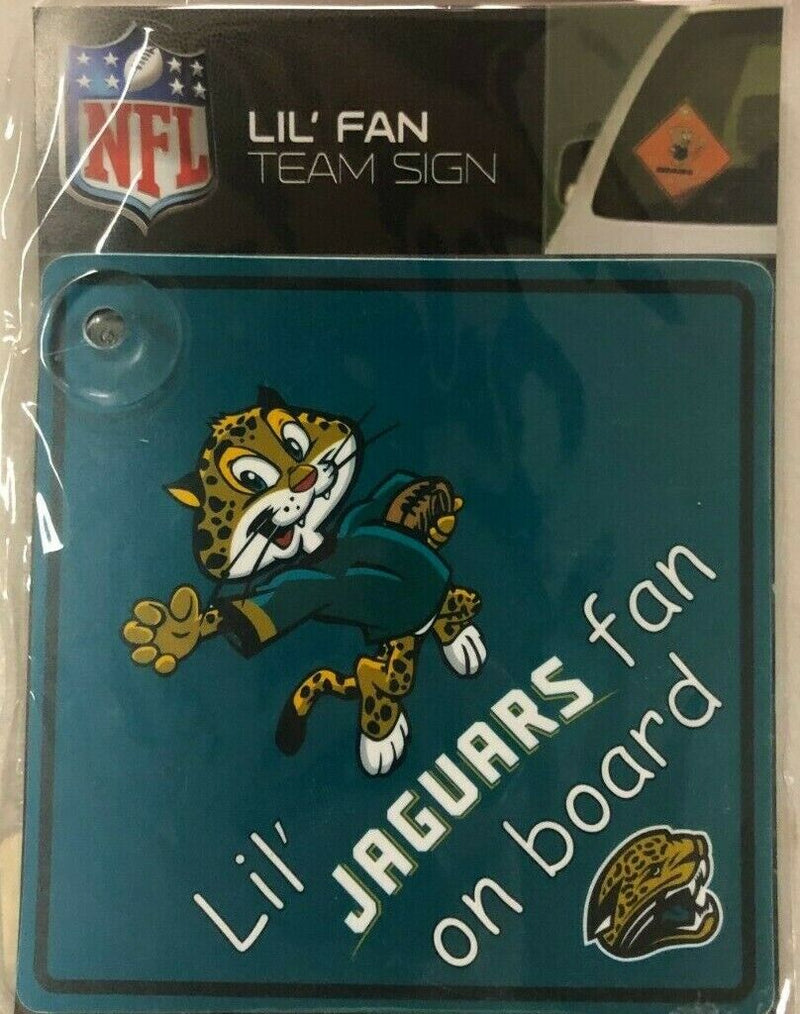 NFL
LIL' FAN
TEAM SIGN
Lil'
JAGUARS fan
on board